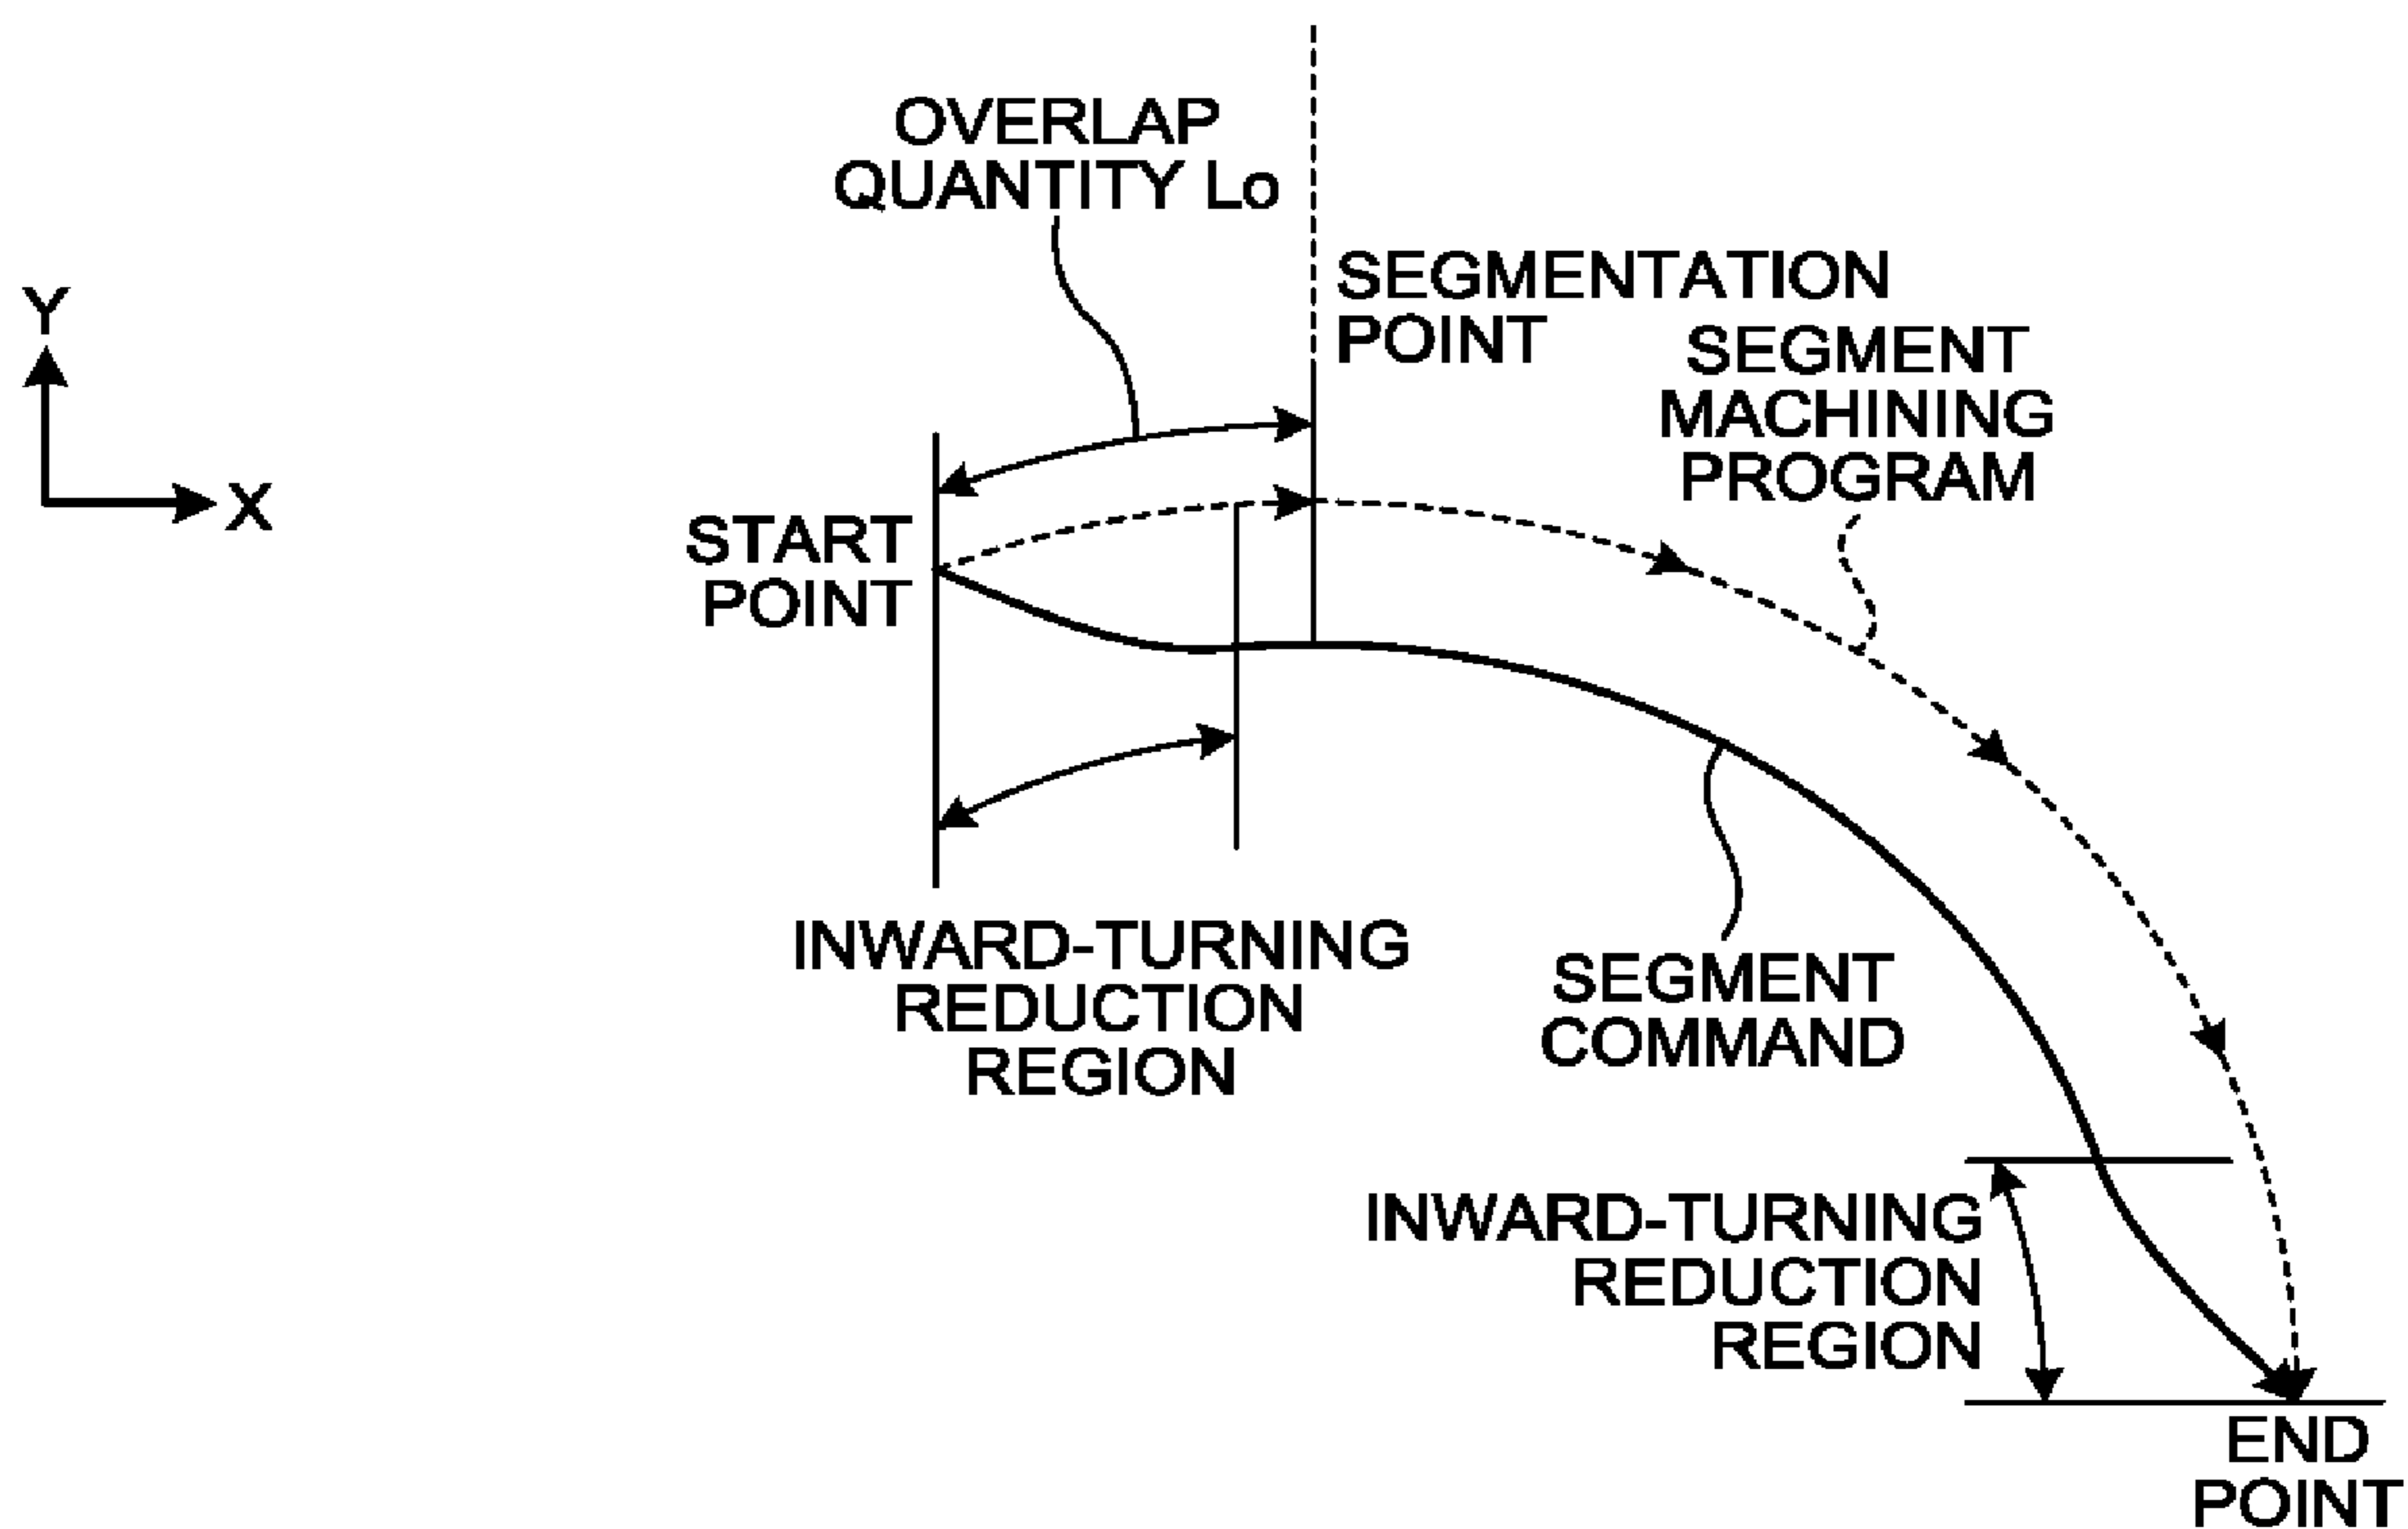 OVERLAP
QUANTITY Lo
SEGMENTATION
POINT
SEGMENT
MACHINING
PROGRAM
Y
X
START
POINT
INWARD-TURNING
REDUCTION
REGION
SEGMENT
COMMAND
INWARD-TURNING
REDUCTION
REGION
END
POINT